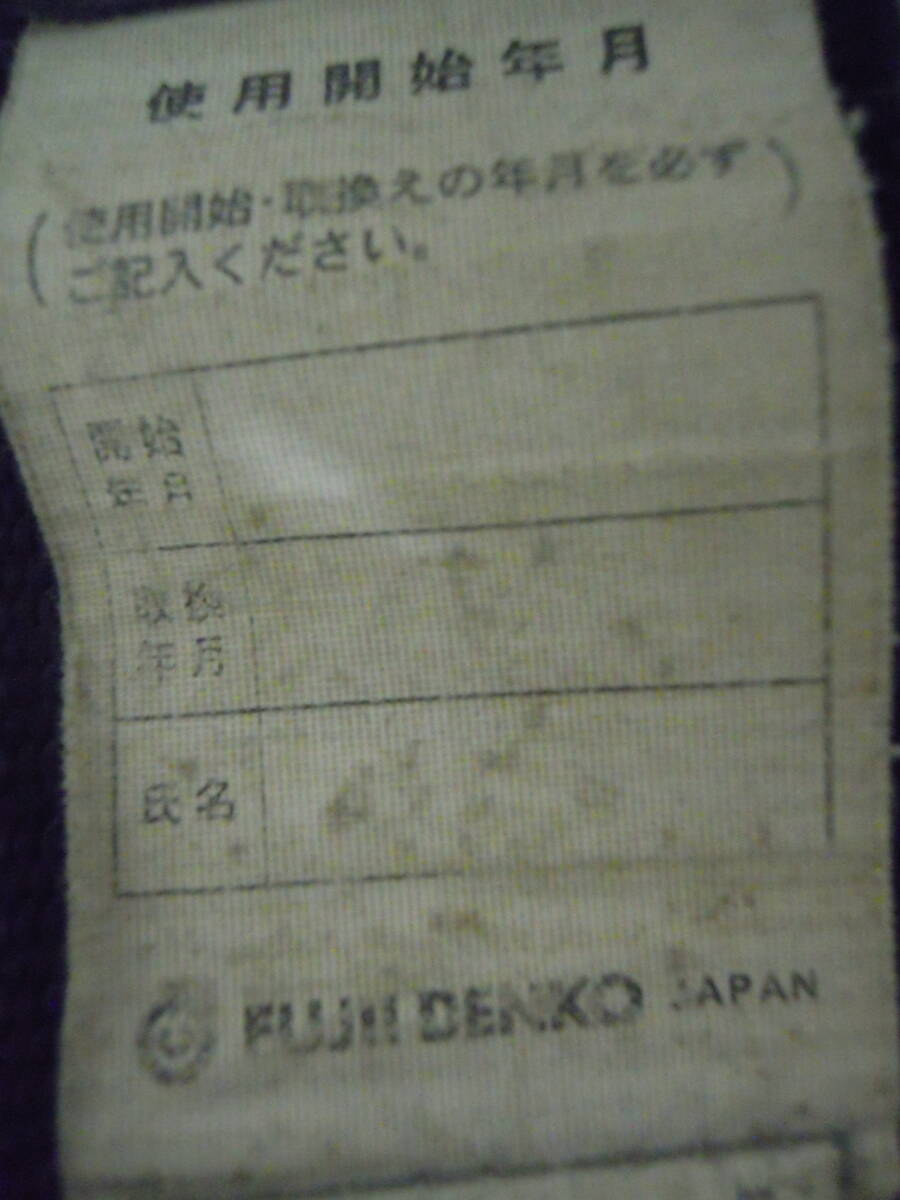 使用開始年月
(使用開始・取換えの年月を必ず)
ご記入ください。
開始
年月
取換
年月
氏名
FUJII DENKO JAPAN